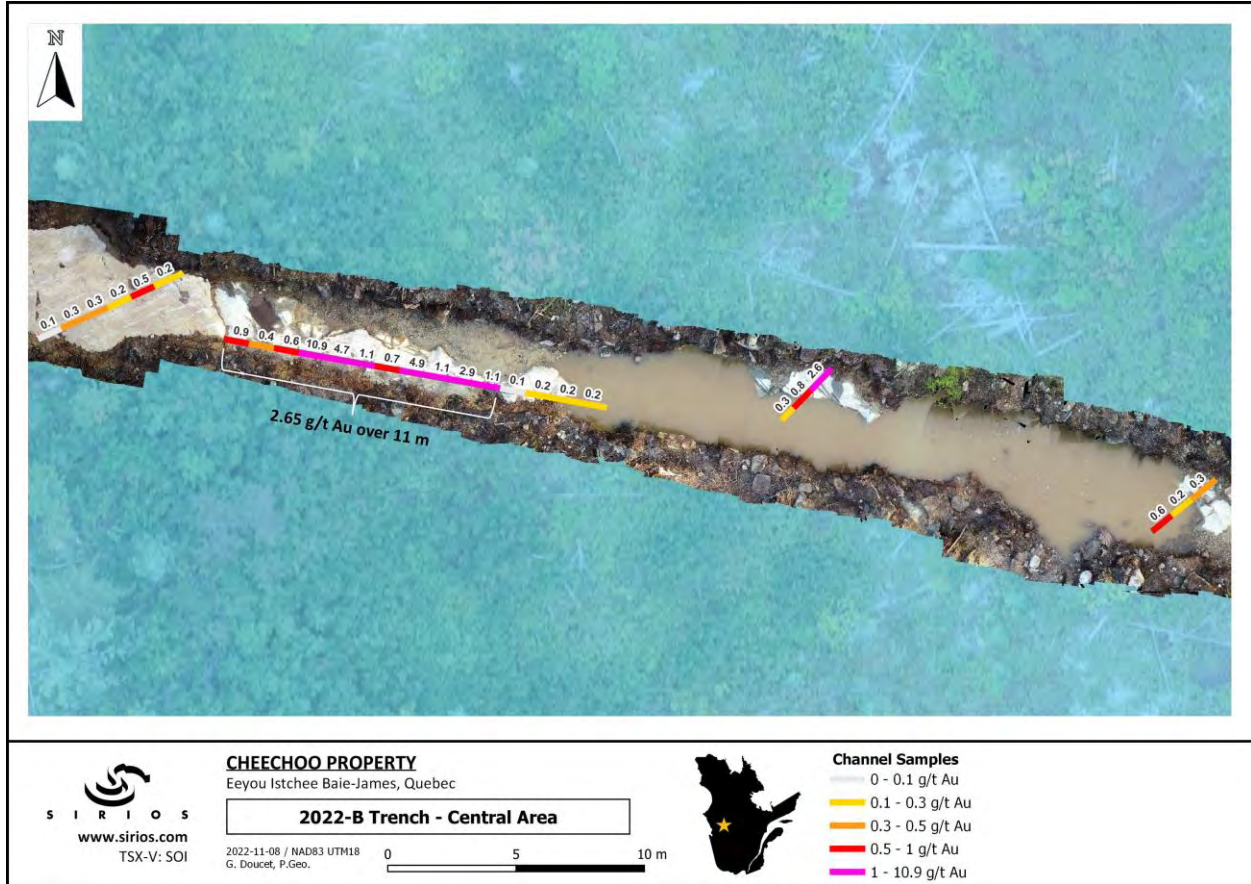 N
0.1 0.3 0.3 0.2 0.5 0.2
0.9 0.4 0.6 10.9 4.7 1.1 0.7 4.9 1.1 2.9 1.1 0.1 0.2 0.2 0.2
2.65 g/t Au over 11 m
0.3 0.8 2.6
0.6 0.2 0.3
SIRIOS
www.sirios.com
TSX-V: SOI
CHEECHOO PROPERTY
Eeyou Istchee Baie-James, Quebec
2022-B Trench - Central Area
2022-11-08 / NAD83 UTM18
G. Doucet, P.Geo.
0 5 10 m
Channel Samples
0 - 0.1 g/t Au
0.1 - 0.3 g/t Au
0.3 - 0.5 g/t Au
0.5 - 1 g/t Au
1 - 10.9 g/t Au